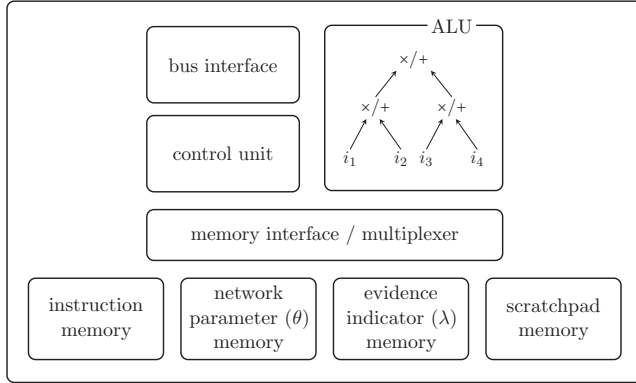 ALU
bus interface
×/+
×/+ ×/+
control unit
i₁ i₂ i₃ i₄
memory interface / multiplexer
instruction
memory
network
parameter (θ)
memory
evidence
indicator (λ)
memory
scratchpad
memory